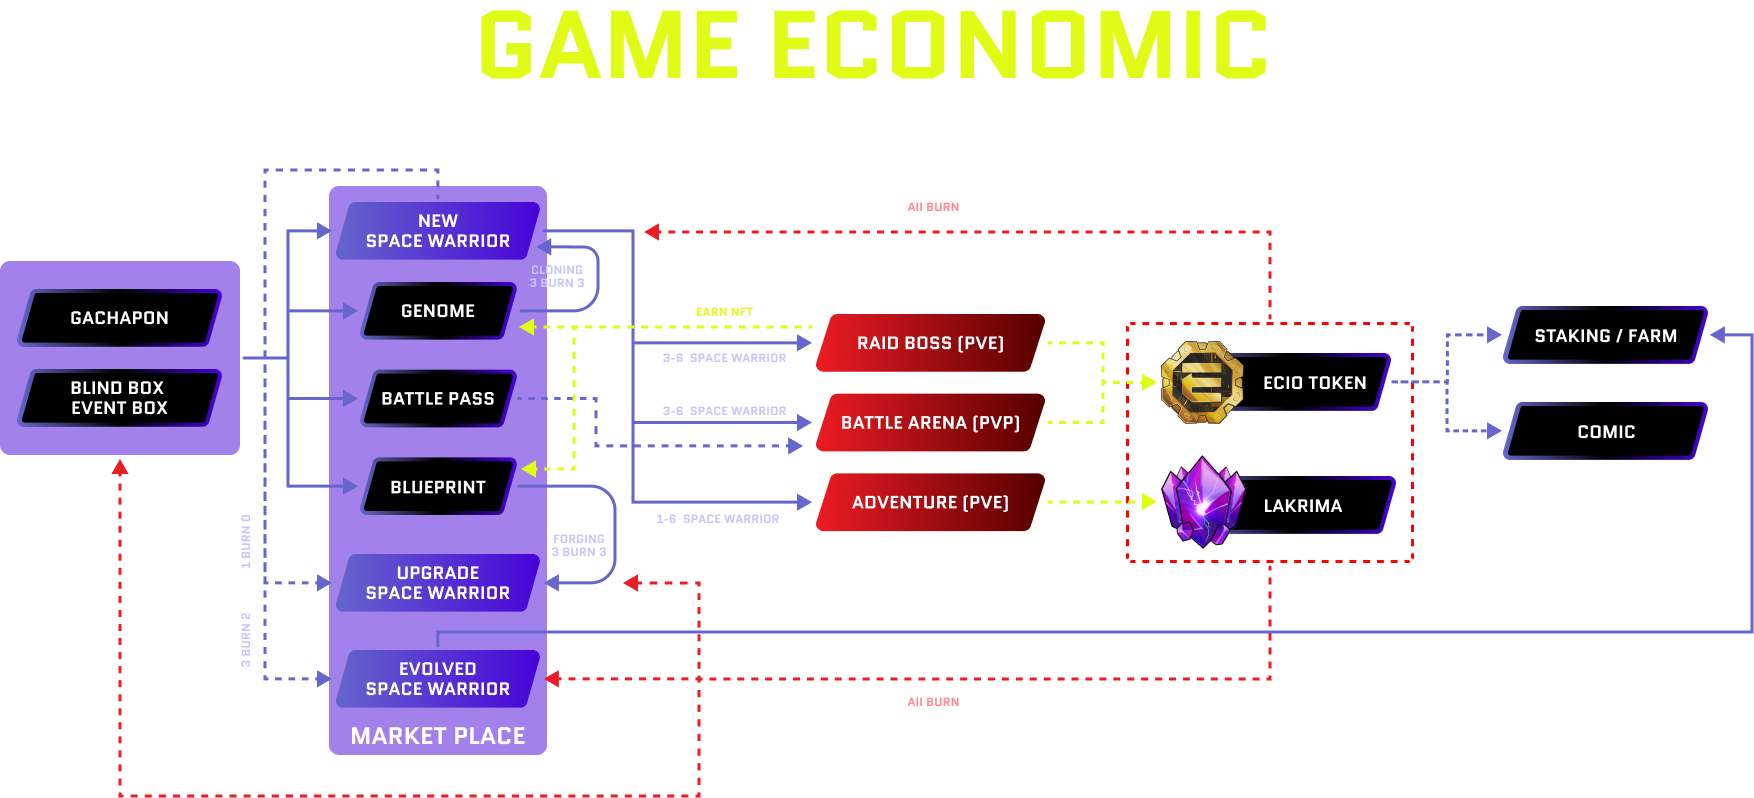 GAME ECONOMIC
GACHAPON
BLIND BOX
EVENT BOX
NEW
SPACE WARRIOR
CLONING
3 BURN 3
GENOME
BATTLE PASS
BLUEPRINT
FORGING
3 BURN 3
1 BURN 0
UPGRADE
SPACE WARRIOR
3 BURN 2
EVOLVED
SPACE WARRIOR
MARKET PLACE
All BURN
EARN NFT
3-6 SPACE WARRIOR
RAID BOSS (PVE)
3-6 SPACE WARRIOR
BATTLE ARENA (PVP)
1-6 SPACE WARRIOR
ADVENTURE (PVE)
ECIO TOKEN
LAKRIMA
All BURN
STAKING / FARM
COMIC